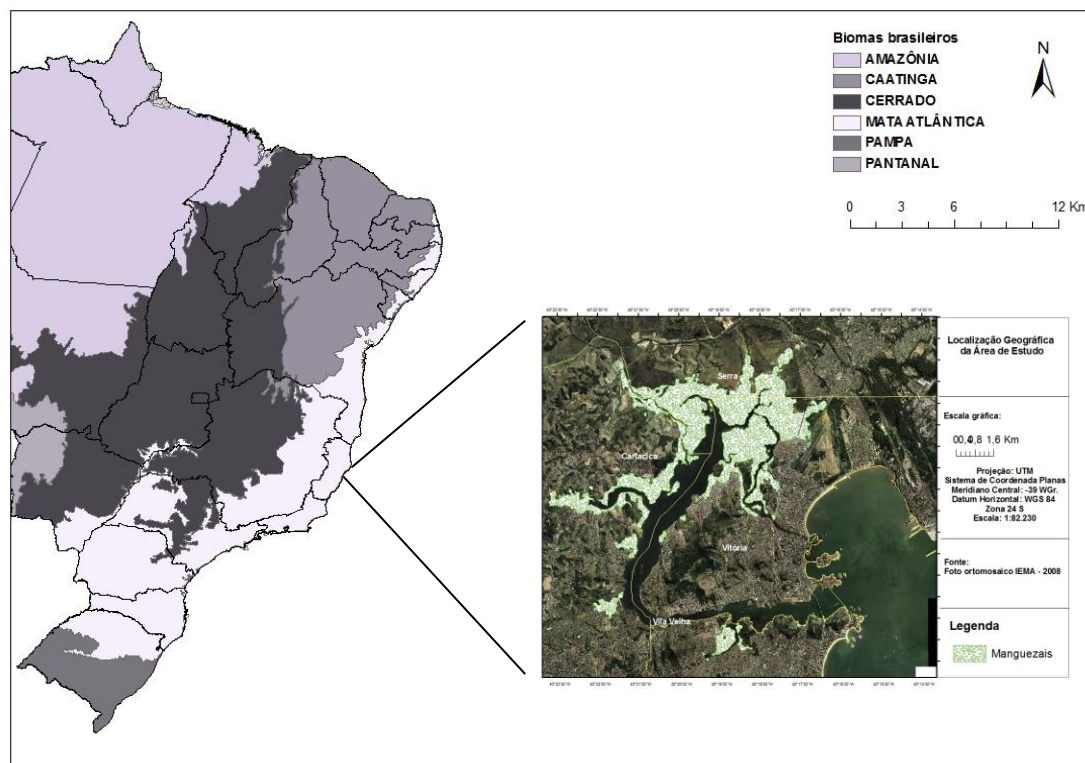 Biomas brasileiros
AMAZÔNIA
CAATINGA
CERRADO
MATA ATLÂNTICA
PAMPA
PANTANAL
N
0 3 6 12 Km
Localização Geográfica
da Área de Estudo
Escala gráfica:
00,40,8 1,6 Km
Projeção: UTM
Sistema de Coordenada Planas
Meridiano Central: -39 WGr.
Datum Horizontal: WGS 84
Zona 24 S
Escala: 1:82.230
Fonte:
Foto ortomosaico IEMA - 2008
Legenda
Manguezais
Serra
Cariacica
Vitória
Vila Velha